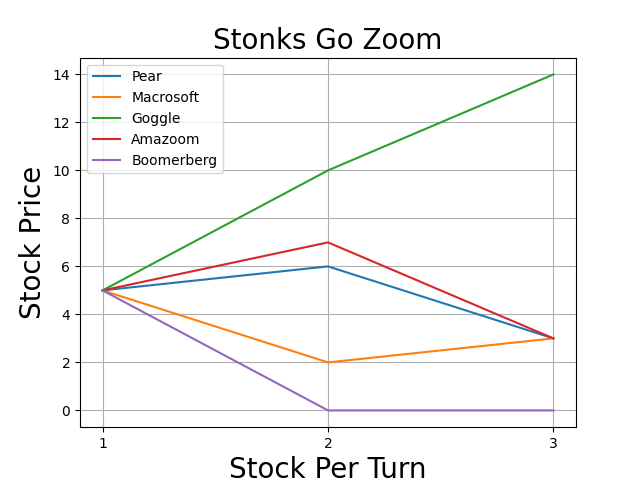 Stonks Go Zoom
Stock Price
14
12
10
8
6
4
2
0
Pear
Macrosoft
Goggle
Amazoom
Boomerberg
1
2
3
Stock Per Turn